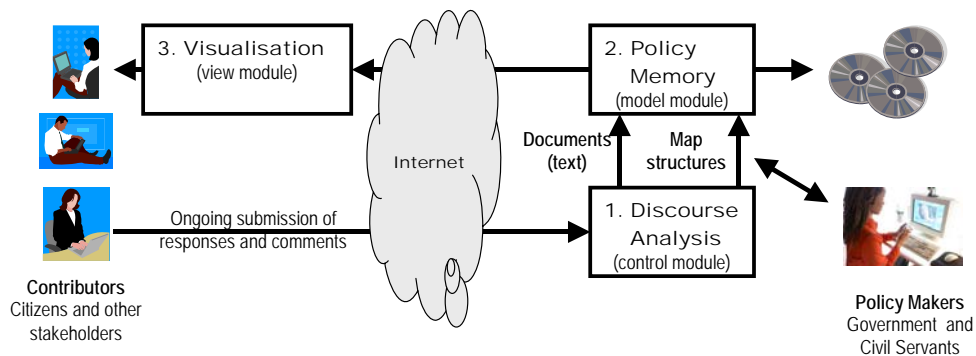 3. Visualisation
(view module)
2. Policy
Memory
(model module)
Documents
(text)
Map
structures
Internet
1. Discourse
Analysis
(control module)
Ongoing submission of
responses and comments
Contributors
Citizens and other
stakeholders
Policy Makers
Government and
Civil Servants